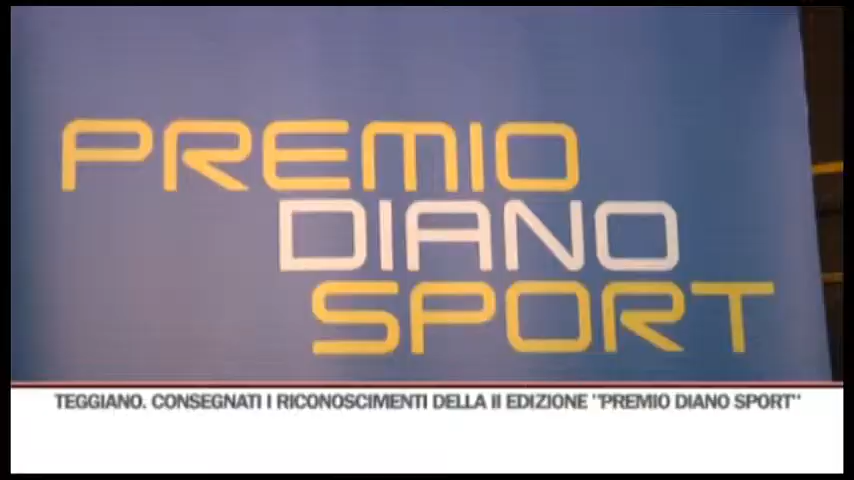 PREMIO
DIANO
SPORT
TEGGIANO. CONSEGNATI I RICONOSCIMENTI DELLA II EDIZIONE "PREMIO DIANO SPORT"